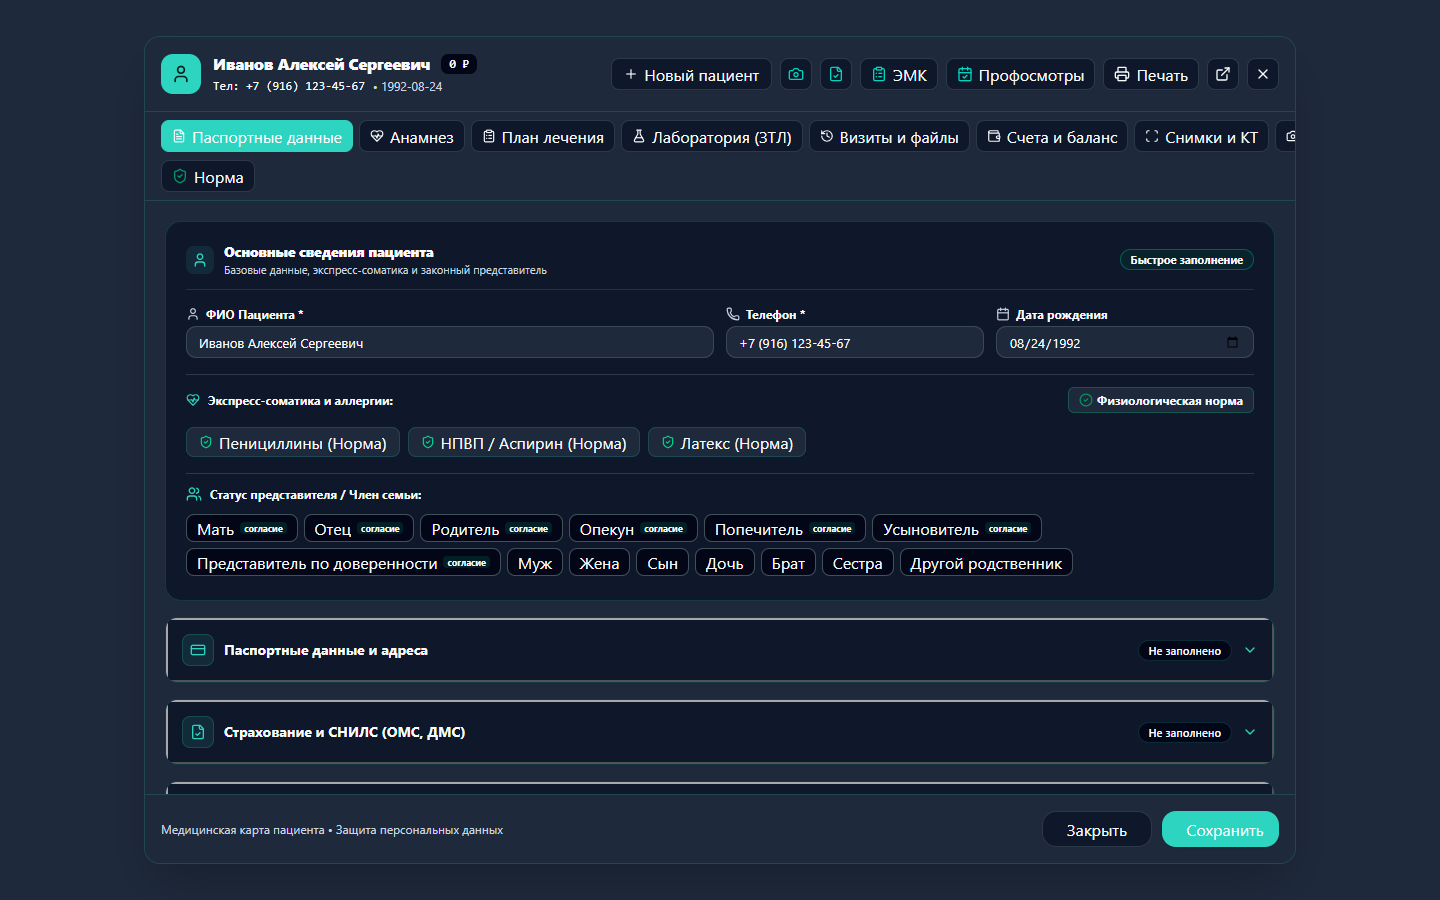 Иванов Алексей Сергеевич 0 ₽
Тел: +7 (916) 123-45-67 • 1992-08-24
+ Новый пациент ЭМК Профосмотры Печать
Паспортные данные Анамнез План лечения Лаборатория (ЗТЛ) Визиты и файлы Счета и баланс Снимки и КТ
Норма
Основные сведения пациента
Базовые данные, экспресс-соматика и законный представитель
Быстрое заполнение
ФИО Пациента * Телефон * Дата рождения
Иванов Алексей Сергеевич +7 (916) 123-45-67 08/24/1992
Экспресс-соматика и аллергии: Физиологическая норма
Пенициллины (Норма) НПВП / Аспирин (Норма) Латекс (Норма)
Статус представителя / Член семьи:
Мать согласие Отец согласие Родитель согласие Опекун согласие Попечитель согласие Усыновитель согласие
Представитель по доверенности согласие Муж Жена Сын Дочь Брат Сестра Другой родственник
Паспортные данные и адреса Не заполнено
Страхование и СНИЛС (ОМС, ДМС) Не заполнено
Медицинская карта пациента • Защита персональных данных Закрыть Сохранить